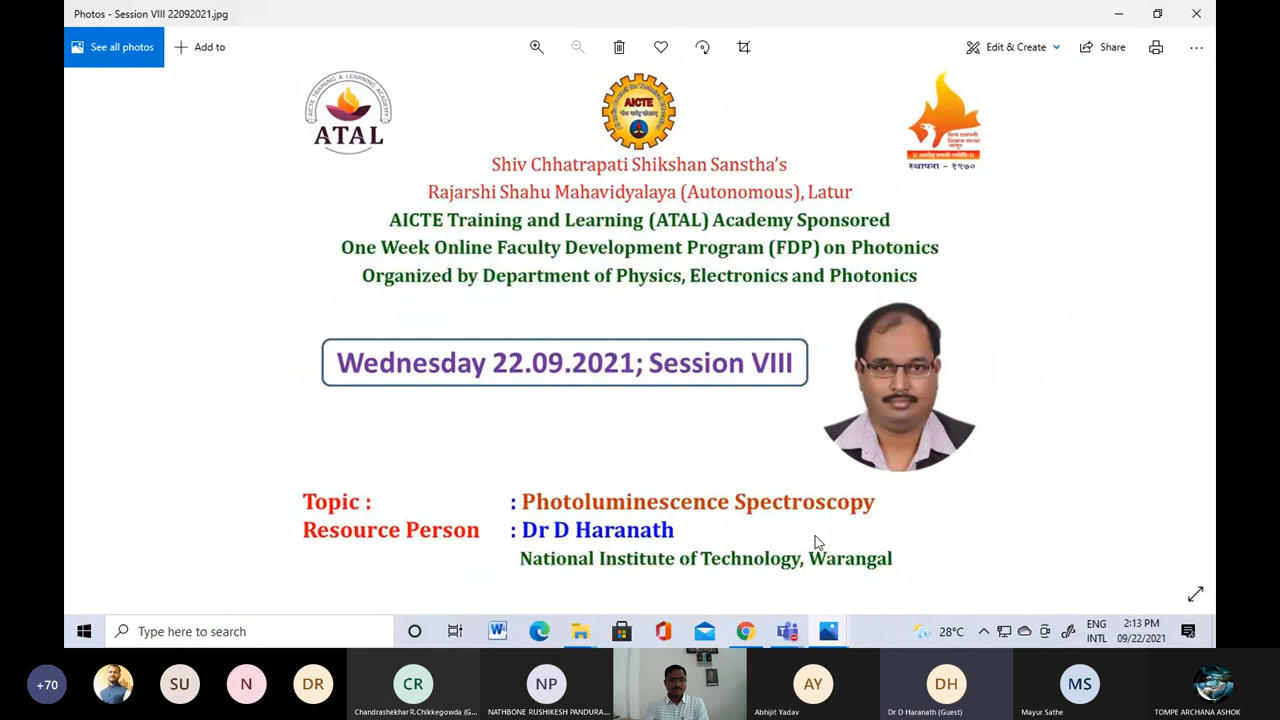 Photos - Session VIII 22092021.jpg
See all photos
Add to
Edit & Create
Share
ATAL
AICTE
स्थापना - १९७०
Shiv Chhatrapati Shikshan Sanstha's
Rajarshi Shahu Mahavidyalaya (Autonomous), Latur
AICTE Training and Learning (ATAL) Academy Sponsored
One Week Online Faculty Development Program (FDP) on Photonics
Organized by Department of Physics, Electronics and Photonics
Wednesday 22.09.2021; Session VIII
Topic : : Photoluminescence Spectroscopy
Resource Person : Dr D Haranath
National Institute of Technology, Warangal
Type here to search
28°C
ENG
INTL
2:13 PM
09/22/2021
+70
SU
N
DR
CR
Chandrashekhar R.Chikkegowda (G...
NP
NATHBONE RUSHIKESH PANDURA...
AY
Abhijit Yadav
DH
Dr D Haranath (Guest)
MS
Mayur Sathe
TOMPE ARCHANA ASHOK